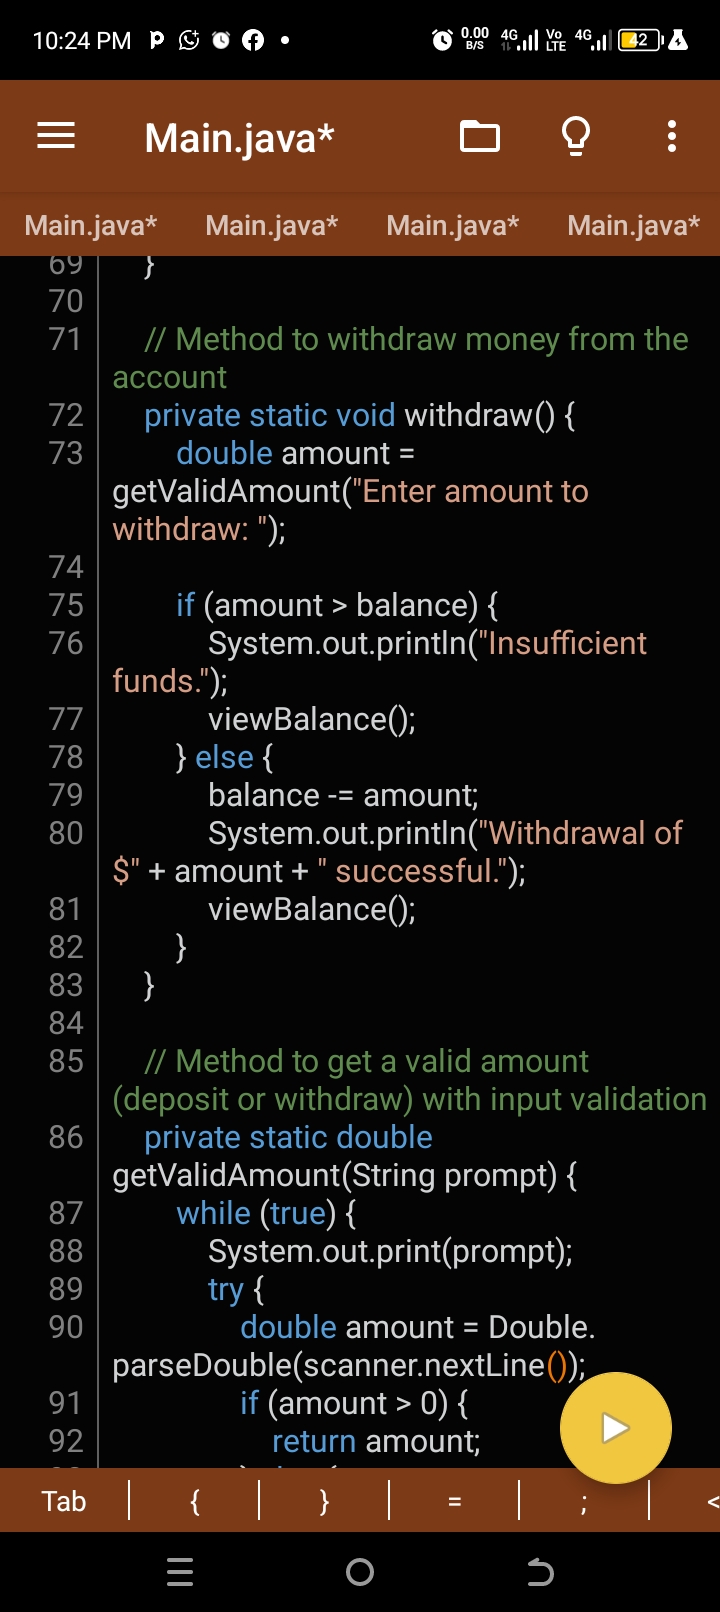 10:24 PM
0.00 B/S 4G Vo LTE 4G 42
Main.java*
Main.java* Main.java* Main.java* Main.java*
69 }
70
71 // Method to withdraw money from the
account
72 private static void withdraw() {
73 double amount =
getValidAmount("Enter amount to
withdraw: ");
74
75 if (amount > balance) {
76 System.out.println("Insufficient
funds.");
77 viewBalance();
78 } else {
79 balance -= amount;
80 System.out.println("Withdrawal of
$" + amount + " successful.");
81 viewBalance();
82 }
83 }
84
85 // Method to get a valid amount
(deposit or withdraw) with input validation
86 private static double
getValidAmount(String prompt) {
87 while (true) {
88 System.out.print(prompt);
89 try {
90 double amount = Double.
parseDouble(scanner.nextLine());
91 if (amount > 0) {
92 return amount;
Tab { } = ; <